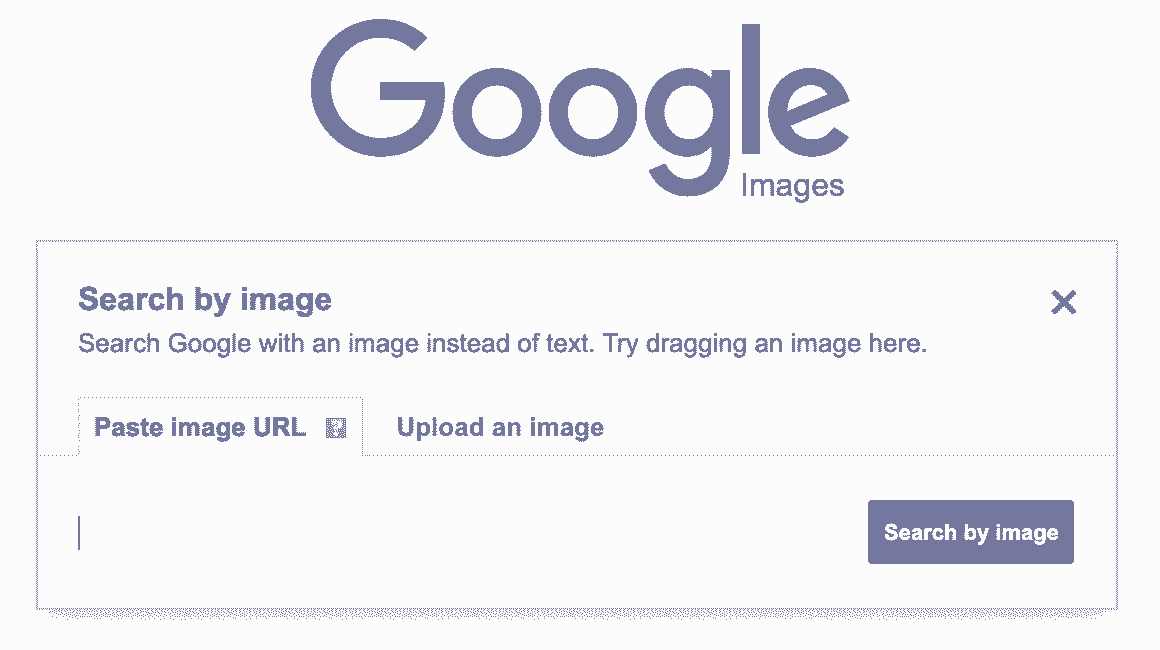 Google
Images
Search by image
Search Google with an image instead of text. Try dragging an image here.
Paste image URL
Upload an image
Search by image